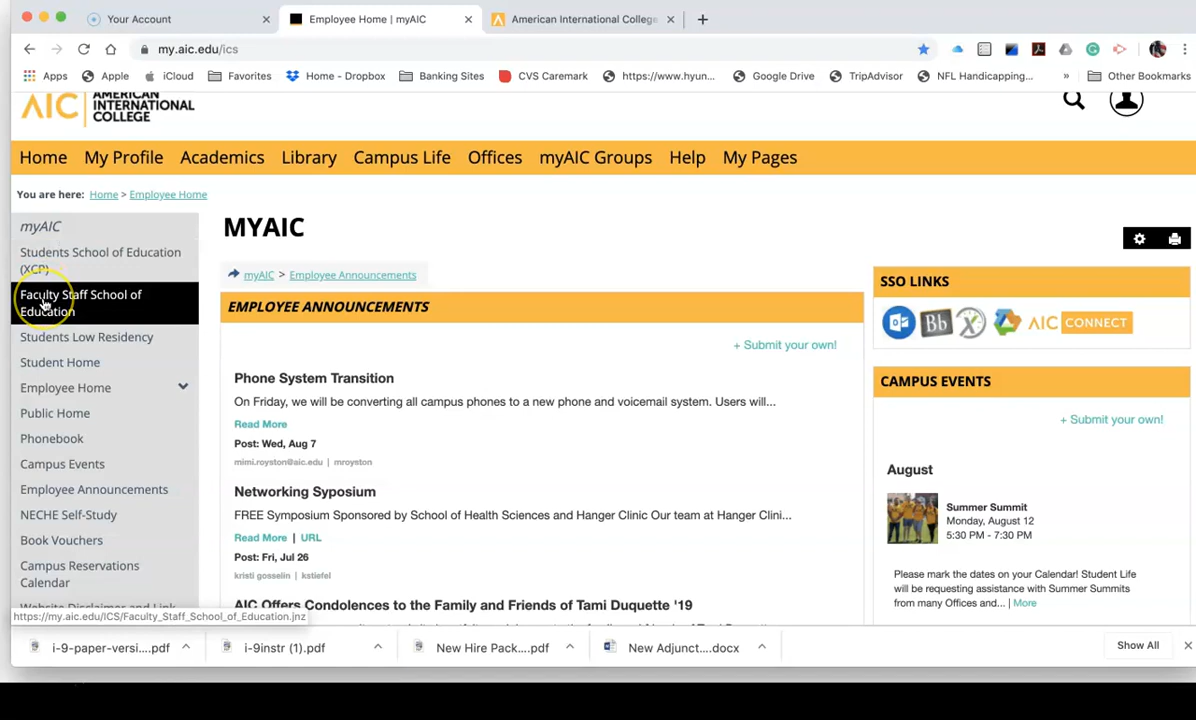 Your Account
Employee Home | myAIC
American International College
my.aic.edu/ics
Apps
Apple
iCloud
Favorites
Home - Dropbox
Banking Sites
CVS Caremark
https://www.hyun...
Google Drive
TripAdvisor
NFL Handicapping...
»
Other Bookmarks
AIC
AMERICAN
INTERNATIONAL
COLLEGE
Home My Profile Academics Library Campus Life Offices myAIC Groups Help My Pages
You are here: Home > Employee Home
myAIC
Students School of Education
(XCP)
Faculty Staff School of
Education
Students Low Residency
Student Home
Employee Home
Public Home
Phonebook
Campus Events
Employee Announcements
NECHE Self-Study
Book Vouchers
Campus Reservations
Calendar
Website Disclaimer and Link
https://my.aic.edu/ICS/Faculty_Staff_School_of_Education.jnz
MYAIC
myAIC > Employee Announcements
EMPLOYEE ANNOUNCEMENTS
+ Submit your own!
Phone System Transition
On Friday, we will be converting all campus phones to a new phone and voicemail system. Users will...
Read More
Post: Wed, Aug 7
mimi.royston@aic.edu | mroyston
Networking Syposium
FREE Symposium Sponsored by School of Health Sciences and Hanger Clinic Our team at Hanger Clini...
Read More | URL
Post: Fri, Jul 26
kristi gosselin | kstiefel
AIC Offers Condolences to the Family and Friends of Tami Duquette '19
SSO LINKS
Bb
AIC CONNECT
CAMPUS EVENTS
+ Submit your own!
August
Summer Summit
Monday, August 12
5:30 PM - 7:30 PM
Please mark the dates on your Calendar! Student Life
will be requesting assistance with Summer Summits
from many Offices and... | More
i-9-paper-versi....pdf
i-9instr (1).pdf
New Hire Pack....pdf
New Adjunct....docx
Show All